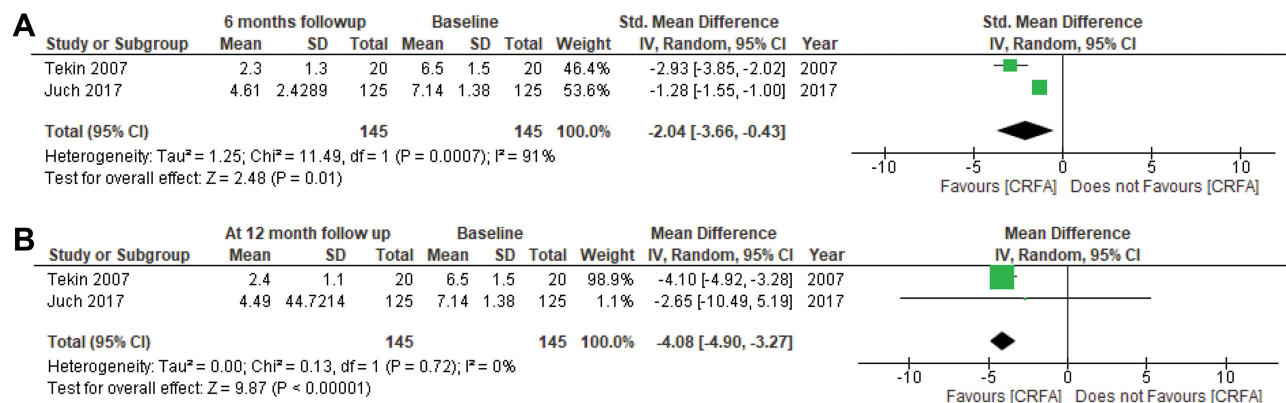 A
6 months followup Baseline Std. Mean Difference Std. Mean Difference
Study or Subgroup Mean SD Total Mean SD Total Weight IV, Random, 95% CI Year IV, Random, 95% CI
Tekin 2007 2.3 1.3 20 6.5 1.5 20 46.4% -2.93 [-3.85, -2.02] 2007
Juch 2017 4.61 2.4289 125 7.14 1.38 125 53.6% -1.28 [-1.55, -1.00] 2017
Total (95% CI) 145 145 100.0% -2.04 [-3.66, -0.43]
Heterogeneity: Tau² = 1.25; Chi² = 11.49, df = 1 (P = 0.0007); I² = 91%
Test for overall effect: Z = 2.48 (P = 0.01)
-10 -5 0 5 10
Favours [CRFA] Does not Favours [CRFA]
B
At 12 month follow up Baseline Mean Difference Mean Difference
Study or Subgroup Mean SD Total Mean SD Total Weight IV, Random, 95% CI Year IV, Random, 95% CI
Tekin 2007 2.4 1.1 20 6.5 1.5 20 98.9% -4.10 [-4.92, -3.28] 2007
Juch 2017 4.49 44.7214 125 7.14 1.38 125 1.1% -2.65 [-10.49, 5.19] 2017
Total (95% CI) 145 145 100.0% -4.08 [-4.90, -3.27]
Heterogeneity: Tau² = 0.00; Chi² = 0.13, df = 1 (P = 0.72); I² = 0%
Test for overall effect: Z = 9.87 (P < 0.00001)
-10 -5 0 5 10
Favours [CRFA] Does not Favours [CRFA]